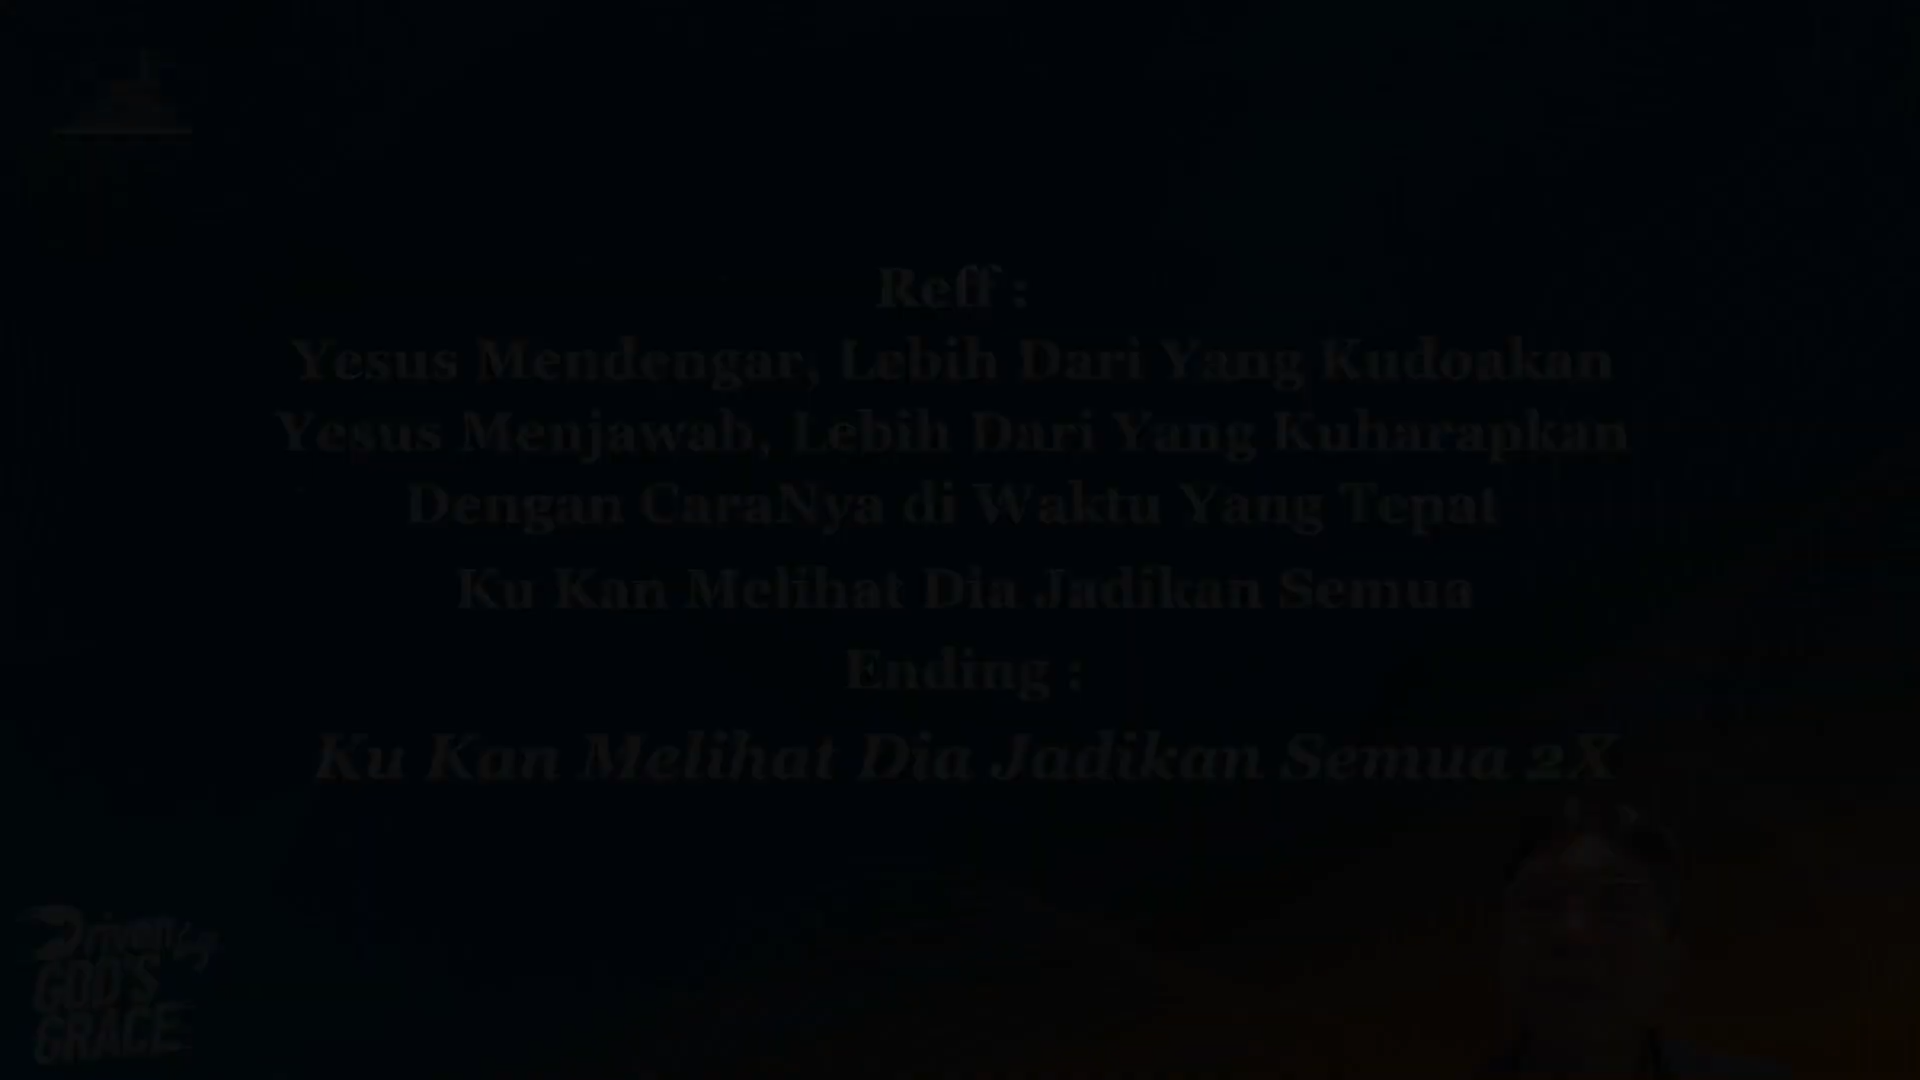 Reff :
Yesus Mendengar, Lebih Dari Yang Kudoakan
Yesus Menjawab, Lebih Dari Yang Kuharapkan
Dengan CaraNya di Waktu Yang Tepat
Ku Kan Melihat Dia Jadikan Semua
Ending :
Ku Kan Melihat Dia Jadikan Semua 2X
Driven by
GOD'S
GRACE